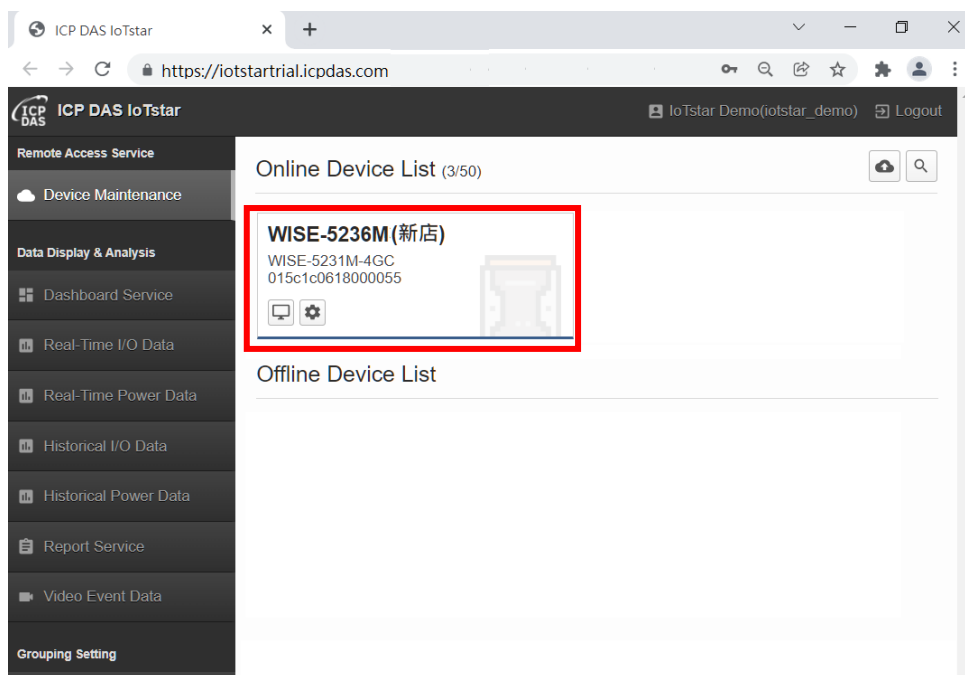 ICP DAS IoTstar
https://iotstartrial.icpdas.com
ICP DAS
ICP DAS IoTstar
IoTstar Demo(iotstar_demo)
Logout
Remote Access Service
Device Maintenance
Data Display & Analysis
Dashboard Service
Real-Time I/O Data
Real-Time Power Data
Historical I/O Data
Historical Power Data
Report Service
Video Event Data
Grouping Setting
Online Device List (3/50)
WISE-5236M(新店)
WISE-5231M-4GC
015c1c0618000055
Offline Device List